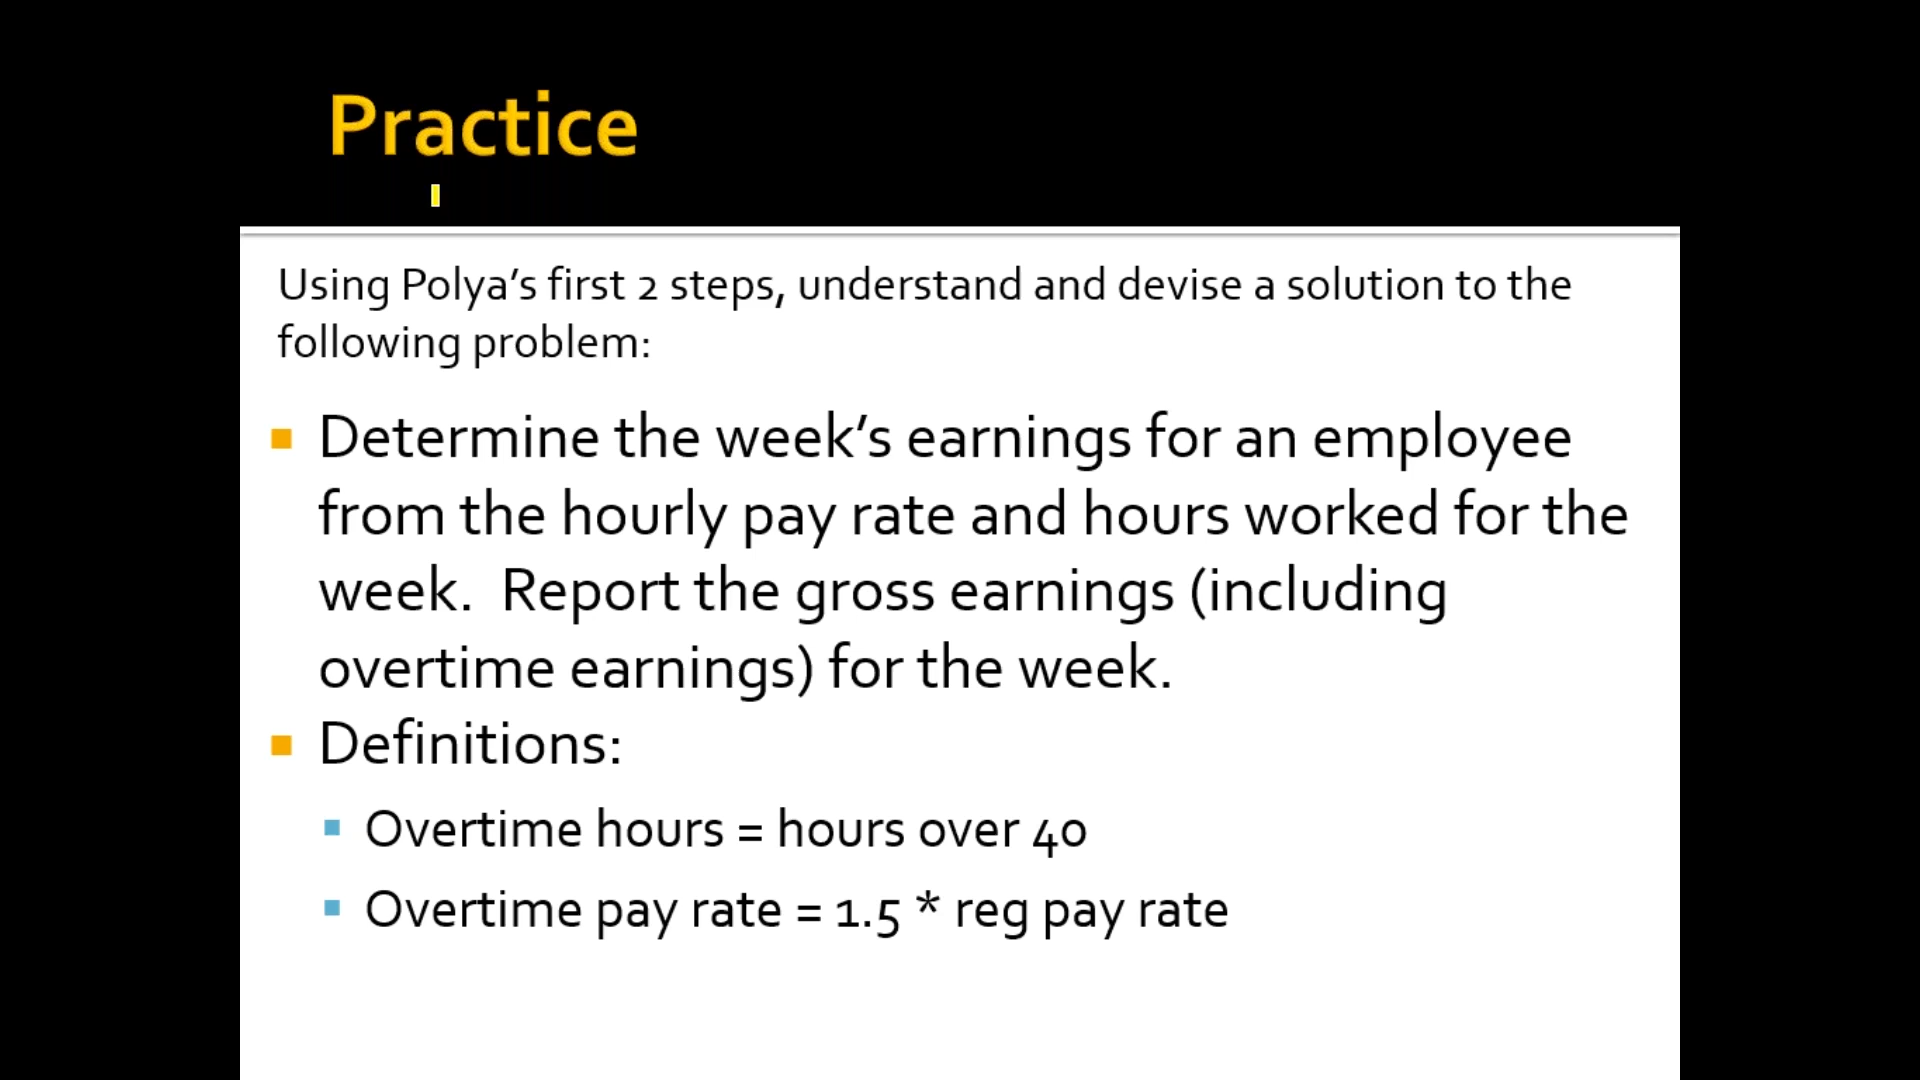 Practice
Using Polya’s first 2 steps, understand and devise a solution to the
following problem:
Determine the week’s earnings for an employee
from the hourly pay rate and hours worked for the
week.  Report the gross earnings (including
overtime earnings) for the week.
Definitions:
Overtime hours = hours over 40
Overtime pay rate = 1.5 * reg pay rate